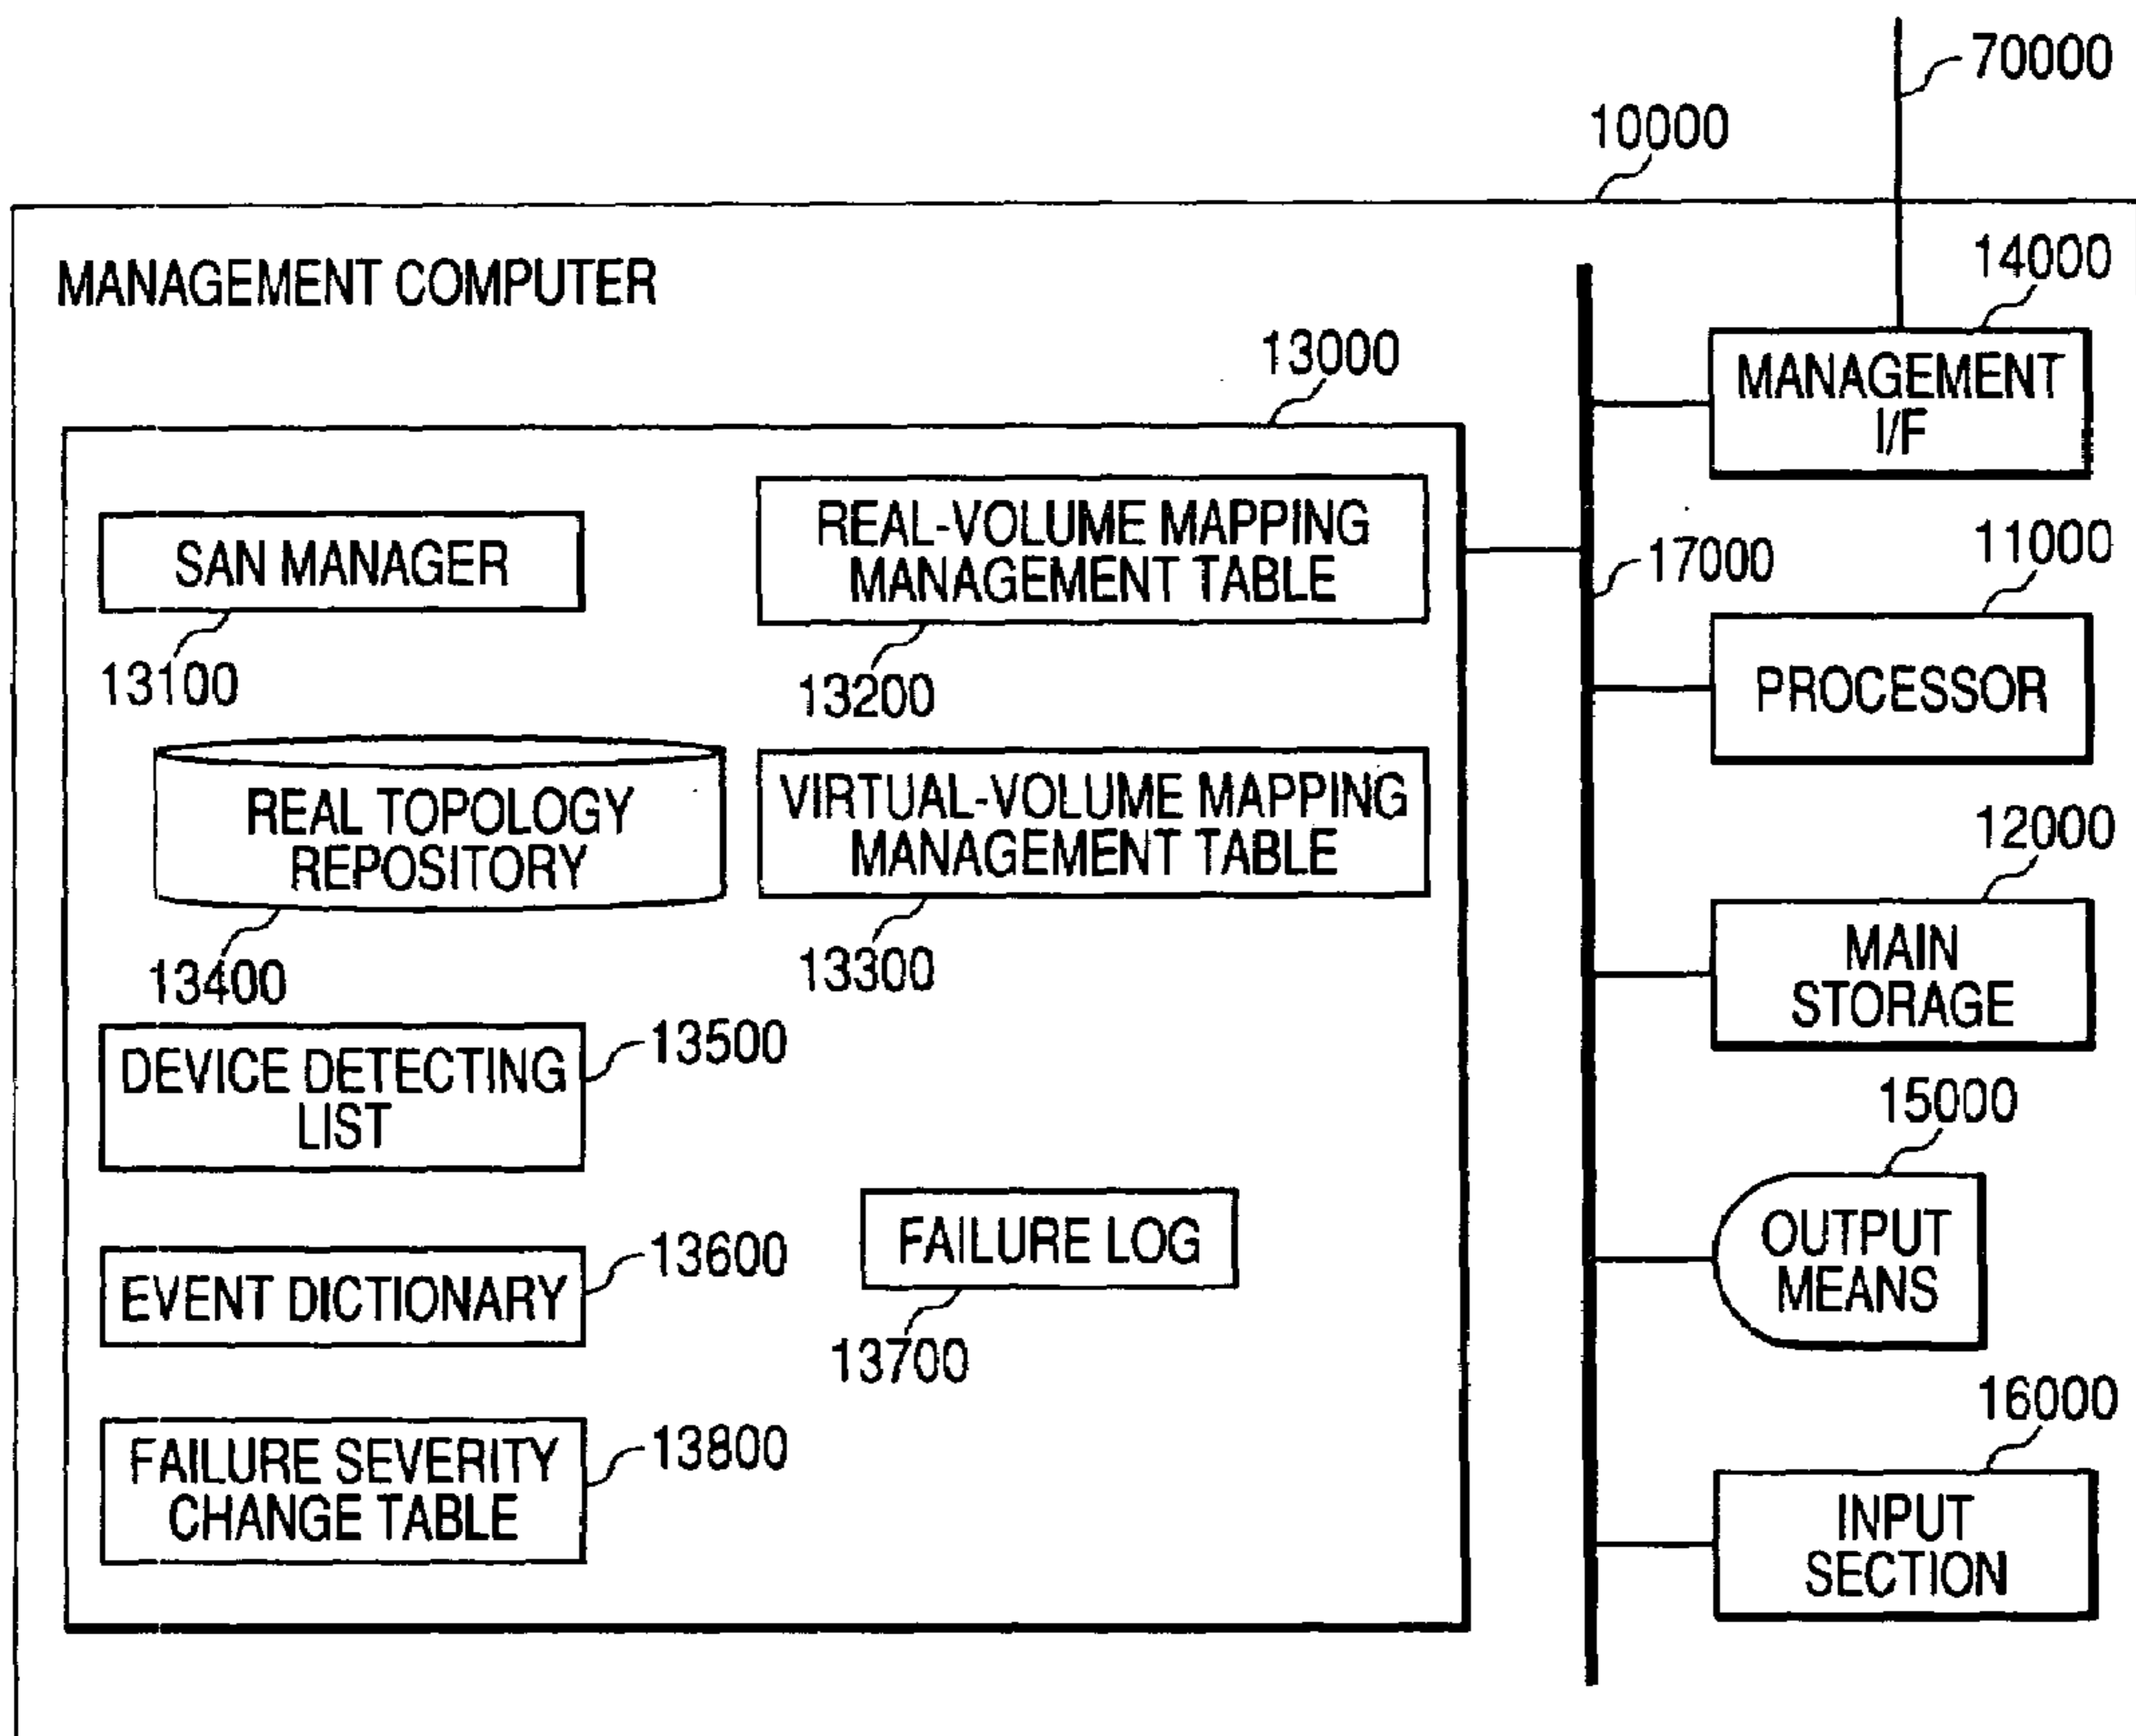 70000
10000
MANAGEMENT COMPUTER
14000
13000
MANAGEMENT
I/F
REAL-VOLUME MAPPING
MANAGEMENT TABLE
SAN MANAGER
17000
11000
13100
13200
PROCESSOR
REAL TOPOLOGY
REPOSITORY
VIRTUAL-VOLUME MAPPING
MANAGEMENT TABLE
12000
13400
13300
MAIN
STORAGE
DEVICE DETECTING
LIST
13500
15000
FAILURE LOG
OUTPUT
MEANS
EVENT DICTIONARY
13600
13700
16000
FAILURE SEVERITY
CHANGE TABLE
13800
INPUT
SECTION